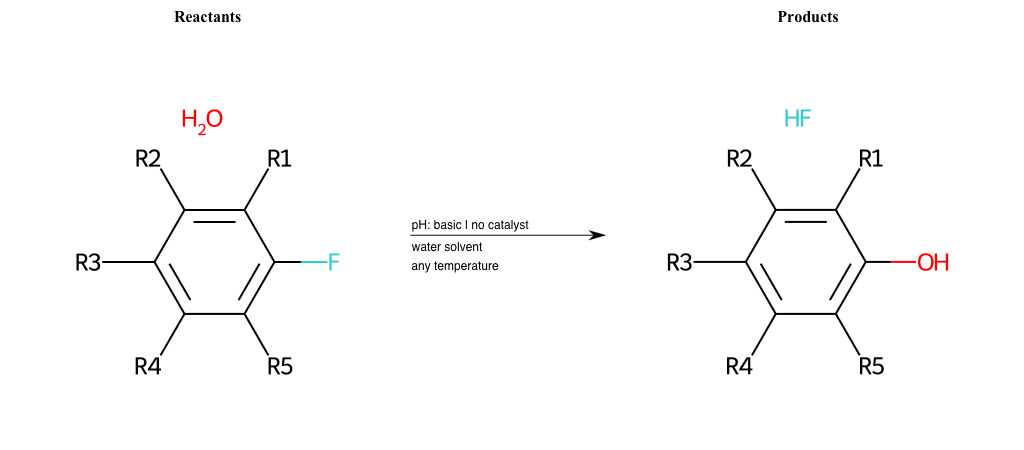 Reactants
Products
H₂O
HF
R2
R1
R2
R1
pH: basic | no catalyst
water solvent
any temperature
R3
F
R3
OH
R4
R5
R4
R5